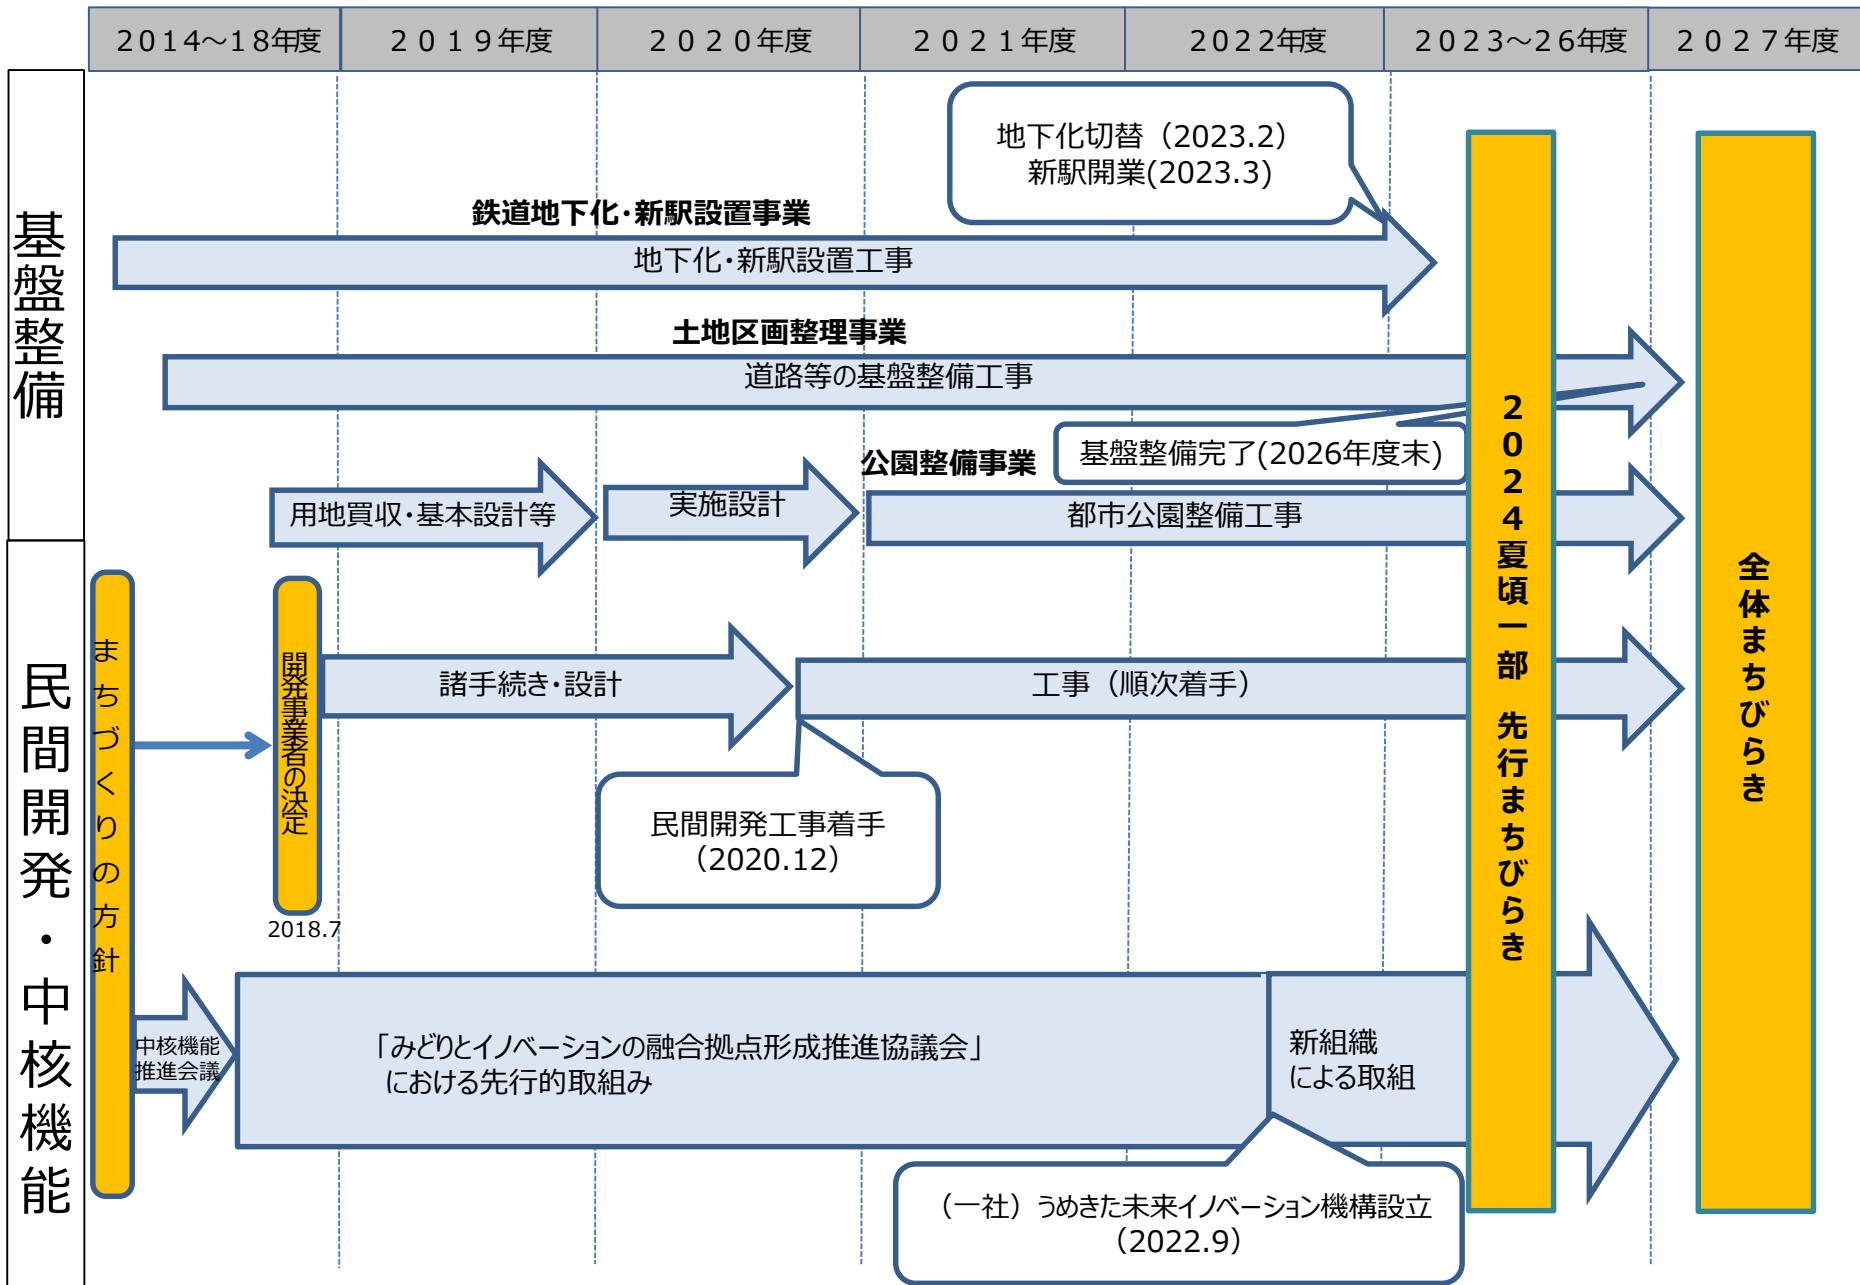 2014～18年度
2019年度
2020年度
2021年度
2022年度
2023～26年度
2027年度
基盤整備
地下化切替（2023.2）
新駅開業(2023.3)
鉄道地下化・新駅設置事業
地下化・新駅設置工事
土地区画整理事業
道路等の基盤整備工事
基盤整備完了(2026年度末)
公園整備事業
用地買収・基本設計等
実施設計
都市公園整備工事
民間開発・中核機能
まちづくりの方針
開発事業者の決定
2018.7
諸手続き・設計
工事（順次着手）
民間開発工事着手
（2020.12）
中核機能
推進会議
「みどりとイノベーションの融合拠点形成推進協議会」
における先行的取組み
新組織
による取組
（一社）うめきた未来イノベーション機構設立
（2022.9）
2024夏頃一部 先行まちびらき
全体まちびらき